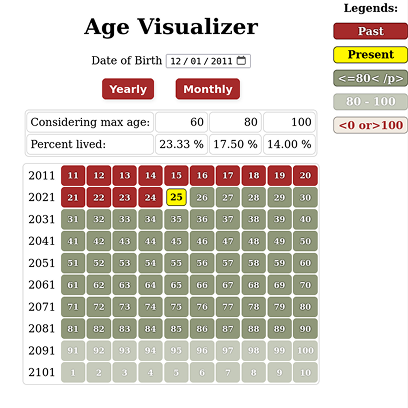 Age Visualizer
Date of Birth 12/01/2011
Yearly Monthly
Considering max age: 60 80 100
Percent lived: 23.33 % 17.50 % 14.00 %
2011 11 12 13 14 15 16 17 18 19 20
2021 21 22 23 24 25 26 27 28 29 30
2031 31 32 33 34 35 36 37 38 39 40
2041 41 42 43 44 45 46 47 48 49 50
2051 51 52 53 54 55 56 57 58 59 60
2061 61 62 63 64 65 66 67 68 69 70
2071 71 72 73 74 75 76 77 78 79 80
2081 81 82 83 84 85 86 87 88 89 90
2091 91 92 93 94 95 96 97 98 99 100
2101 1 2 3 4 5 6 7 8 9 10
Legends:
Past
Present
<=80< /p>
80 - 100
<0 or>100